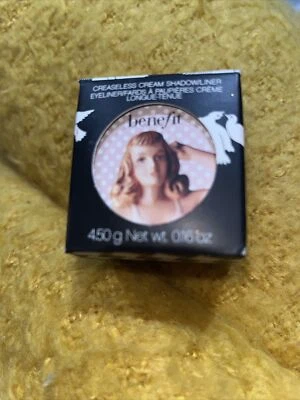 CREASELESS CREAM SHADOW/LINER
EYELINER/FARDS À PAUPIÈRES CRÈME
LONGUE-TENUE
benefit
4.50 g Net wt. 0.16 oz